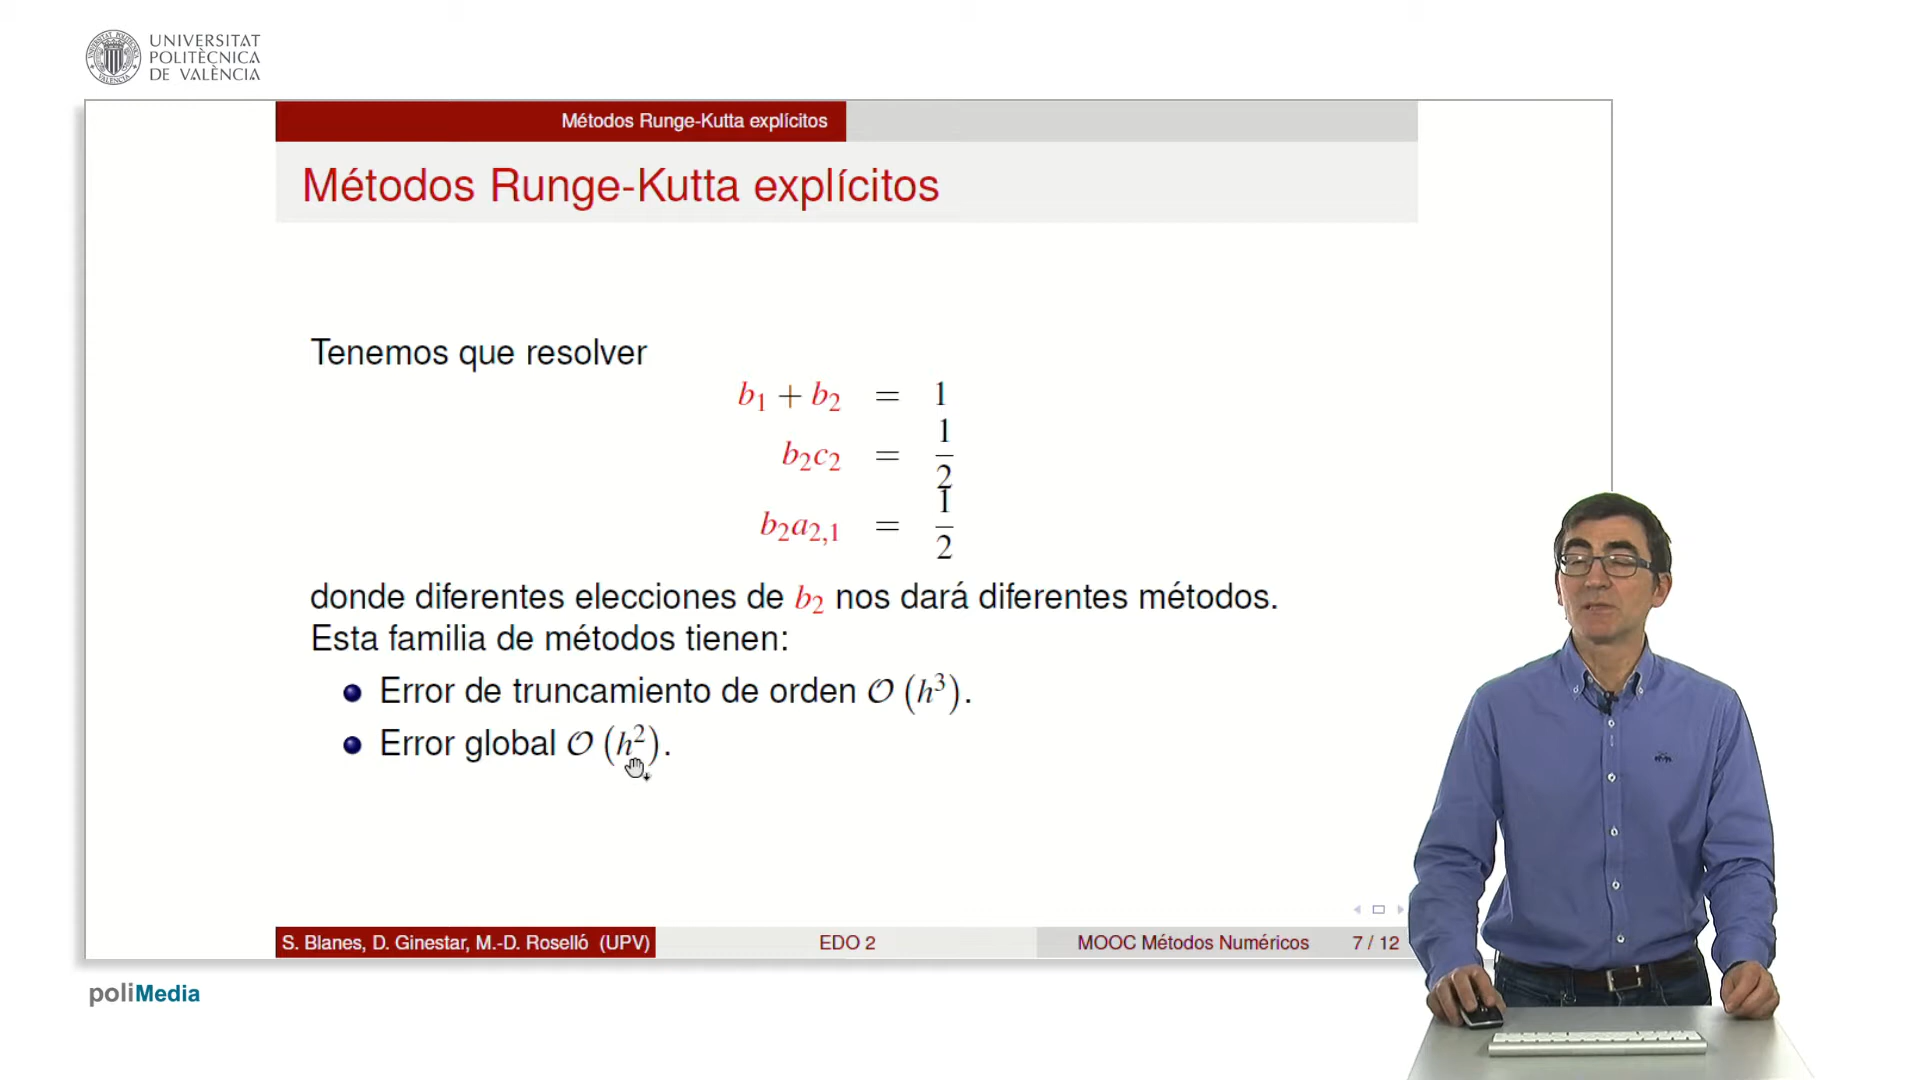 UNIVERSITAT
POLITÈCNICA
DE VALÈNCIA
Métodos Runge-Kutta explícitos
Métodos Runge-Kutta explícitos
Tenemos que resolver
b₁ + b₂ = 1
b₂c₂ = 1/2
b₂a₂,₁ = 1/2
donde diferentes elecciones de b₂ nos dará diferentes métodos.
Esta familia de métodos tienen:
Error de truncamiento de orden O (h³).
Error global O (h²).
S. Blanes, D. Ginestar, M.-D. Roselló (UPV) EDO 2 MOOC Métodos Numéricos 7 / 12
poliMedia